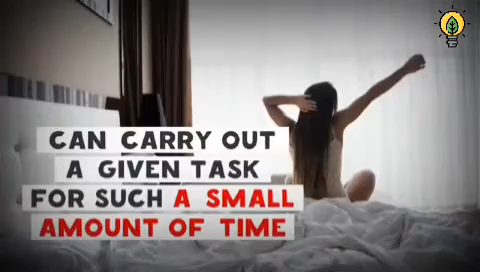 CAN CARRY OUT
A GIVEN TASK
FOR SUCH A SMALL
AMOUNT OF TIME